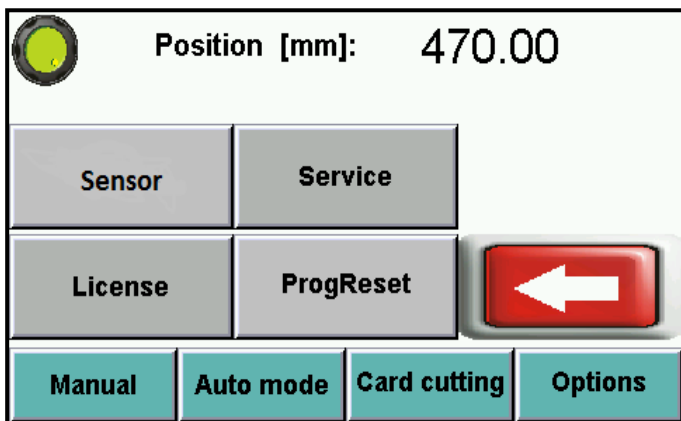 Position [mm]: 470.00
Sensor Service
License ProgReset
Manual Auto mode Card cutting Options